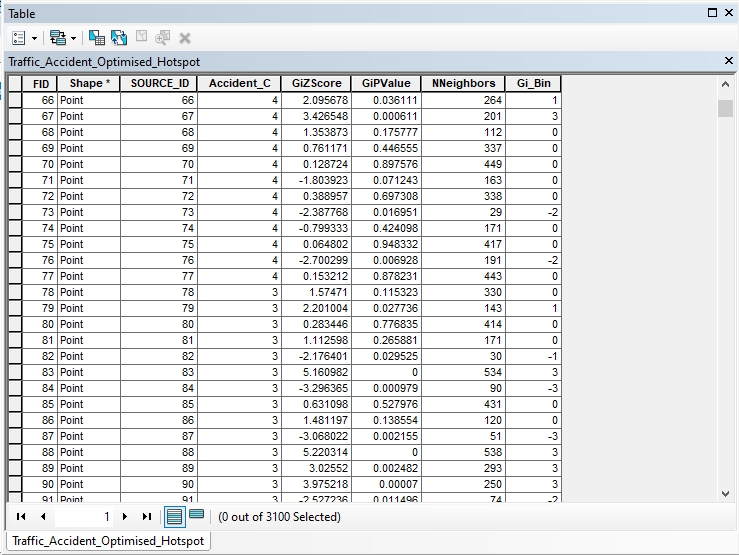 Table
Traffic_Accident_Optimised_Hotspot
FID Shape * SOURCE_ID Accident_C GiZScore GiPValue NNeighbors Gi_Bin
66 Point 66 4 2.095678 0.036111 264 1
67 Point 67 4 3.426548 0.000611 201 3
68 Point 68 4 1.353873 0.175777 112 0
69 Point 69 4 0.761171 0.446555 337 0
70 Point 70 4 0.128724 0.897576 449 0
71 Point 71 4 -1.803923 0.071243 163 0
72 Point 72 4 0.388957 0.697308 338 0
73 Point 73 4 -2.387768 0.016951 29 -2
74 Point 74 4 -0.799333 0.424098 171 0
75 Point 75 4 0.064802 0.948332 417 0
76 Point 76 4 -2.700299 0.006928 191 -2
77 Point 77 4 0.153212 0.878231 443 0
78 Point 78 3 1.57471 0.115323 330 0
79 Point 79 3 2.201004 0.027736 143 1
80 Point 80 3 0.283446 0.776835 414 0
81 Point 81 3 1.112598 0.265881 171 0
82 Point 82 3 -2.176401 0.029525 30 -1
83 Point 83 3 5.160982 0 534 3
84 Point 84 3 -3.296365 0.000979 90 -3
85 Point 85 3 0.631098 0.527976 431 0
86 Point 86 3 1.481197 0.138554 120 0
87 Point 87 3 -3.068022 0.002155 51 -3
88 Point 88 3 5.220314 0 538 3
89 Point 89 3 3.02552 0.002482 293 3
90 Point 90 3 3.975218 0.00007 250 3
91 Point 91 3 -2.527236 0.011496 74 -2
1 (0 out of 3100 Selected)
Traffic_Accident_Optimised_Hotspot